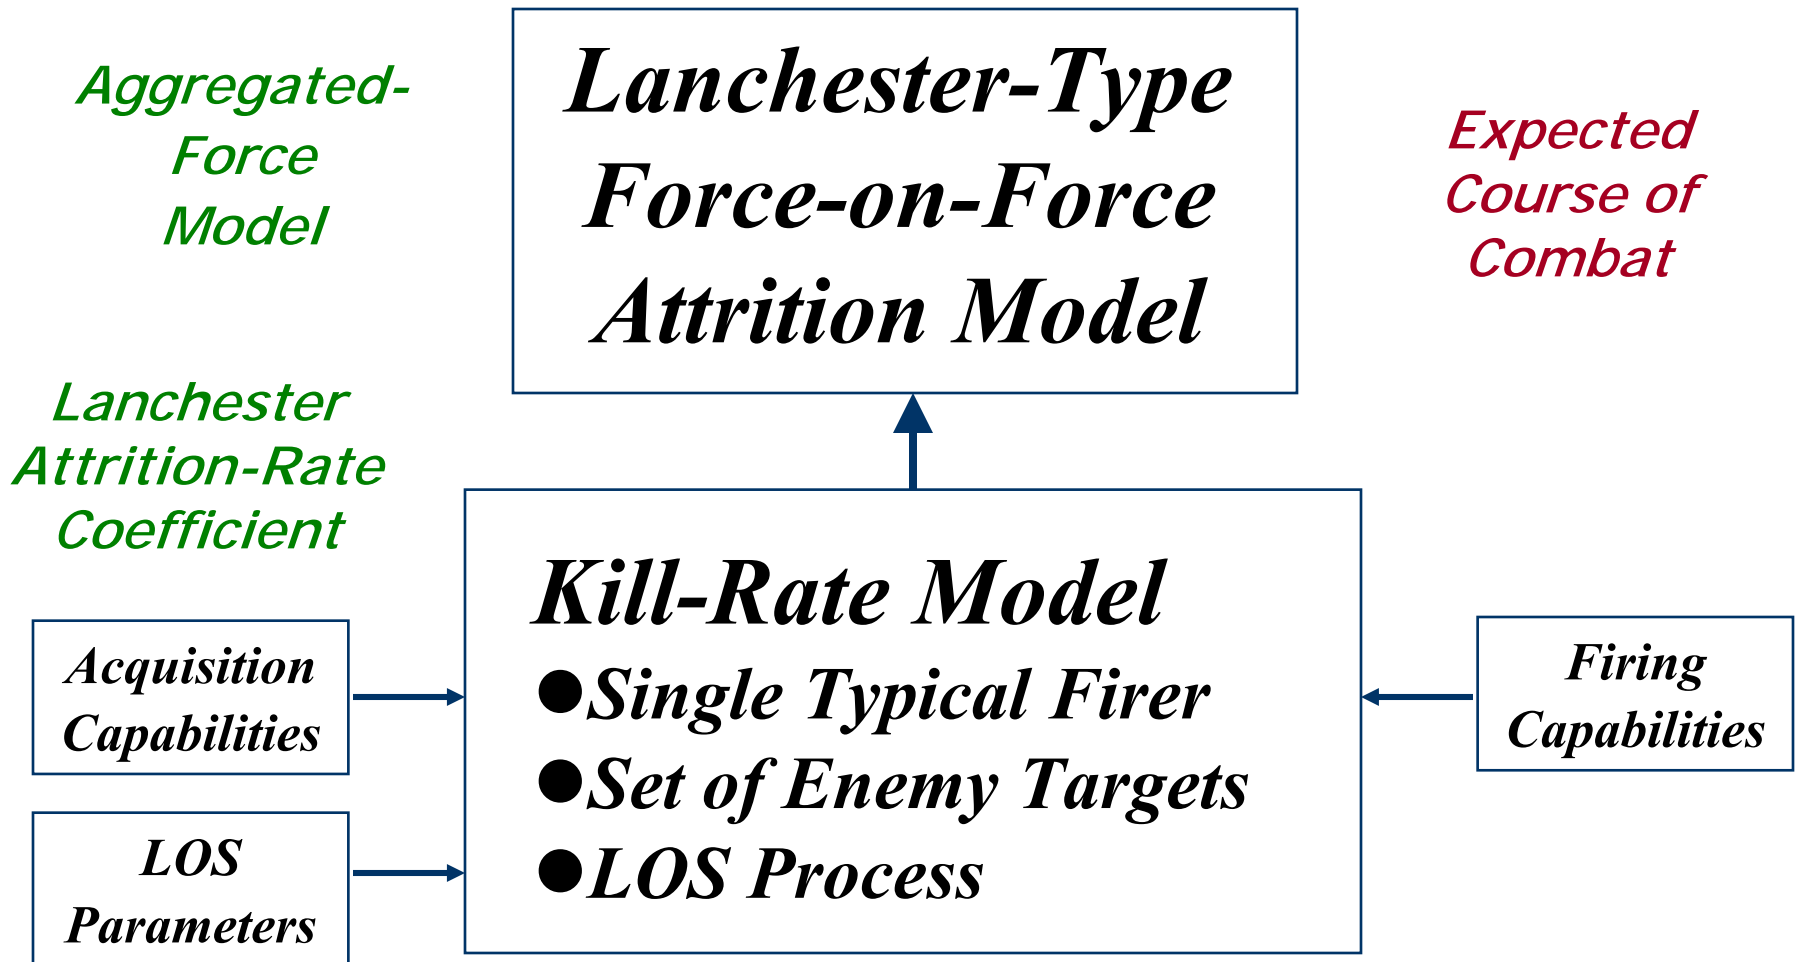 Aggregated-
Force
Model
Lanchester-Type
Force-on-Force
Attrition Model
Expected
Course of
Combat
Lanchester
Attrition-Rate
Coefficient
Kill-Rate Model
●Single Typical Firer
●Set of Enemy Targets
●LOS Process
Acquisition
Capabilities
LOS
Parameters
Firing
Capabilities